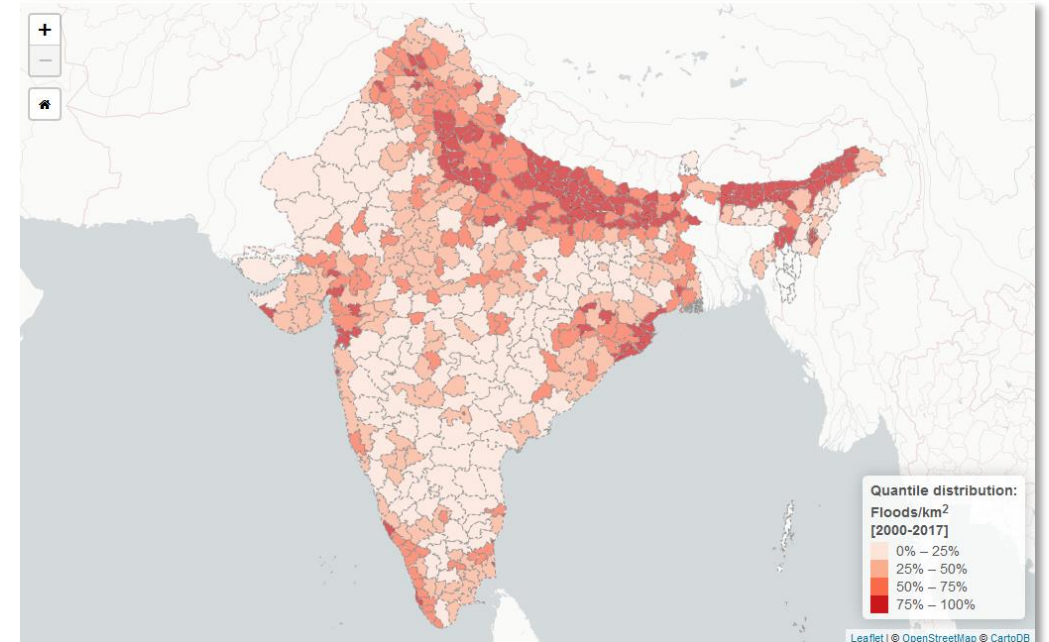 +
−
Quantile distribution:
Floods/km²
[2000-2017]
0% – 25%
25% – 50%
50% – 75%
75% – 100%
Leaflet | © OpenStreetMap © CartoDB